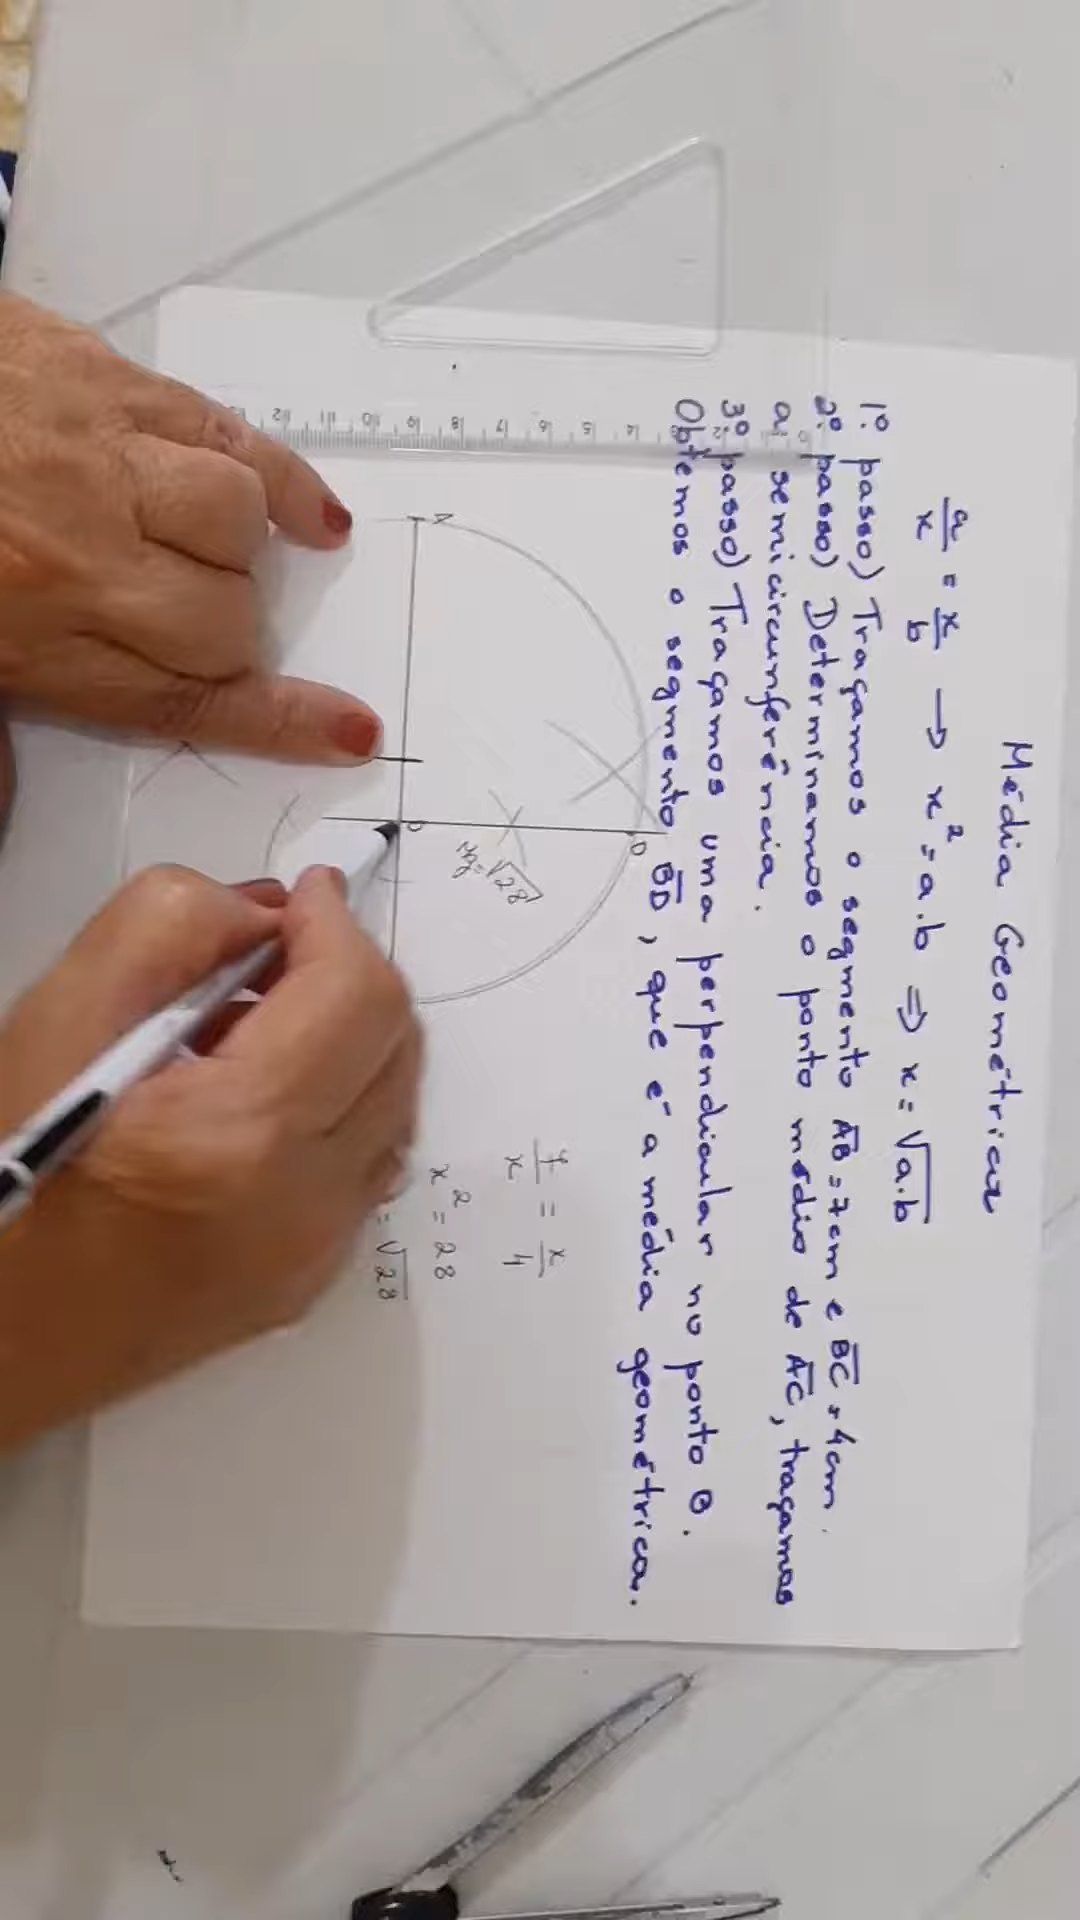 Média Geométrica
a/x = x/b → x² = a.b ⇒ x = √a.b
1º passo) Traçamos o segmento AB = 7cm e BC = 4cm.
2º passo) Determinamos o ponto médio de AC, traçamos
a semicircunferência.
3º passo) Traçamos uma perpendicular no ponto B.
Obtemos o segmento BD, que é a média geométrica.
A
D
Mg = √28
7/x = x/4
x² = 28
= √28